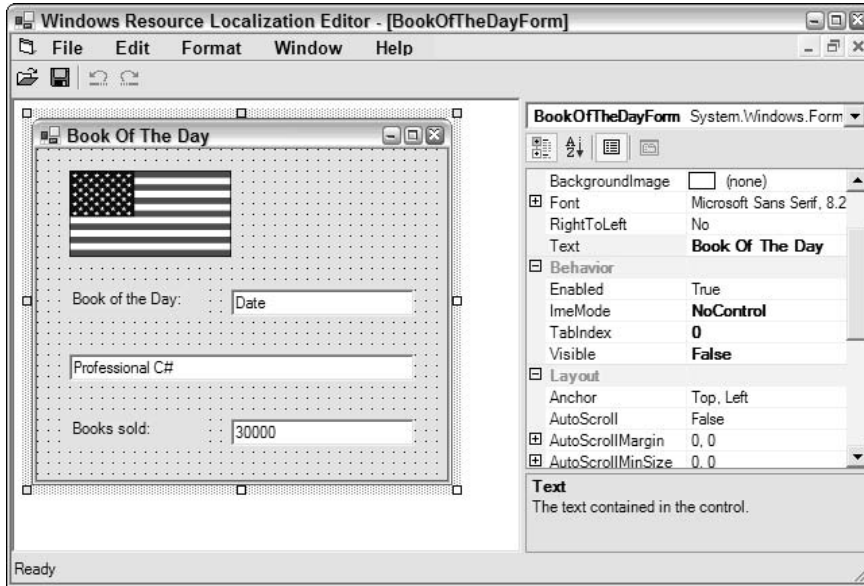 Windows Resource Localization Editor - [BookOfTheDayForm]
File Edit Format Window Help
Book Of The Day
Book of the Day: Date
Professional C#
Books sold: 30000
BookOfTheDayForm System.Windows.Form
BackgroundImage (none)
Font Microsoft Sans Serif, 8.2
RightToLeft No
Text Book Of The Day
Behavior
Enabled True
ImeMode NoControl
TabIndex 0
Visible False
Layout
Anchor Top, Left
AutoScroll False
AutoScrollMargin 0, 0
AutoScrollMinSize 0, 0
Text
The text contained in the control.
Ready